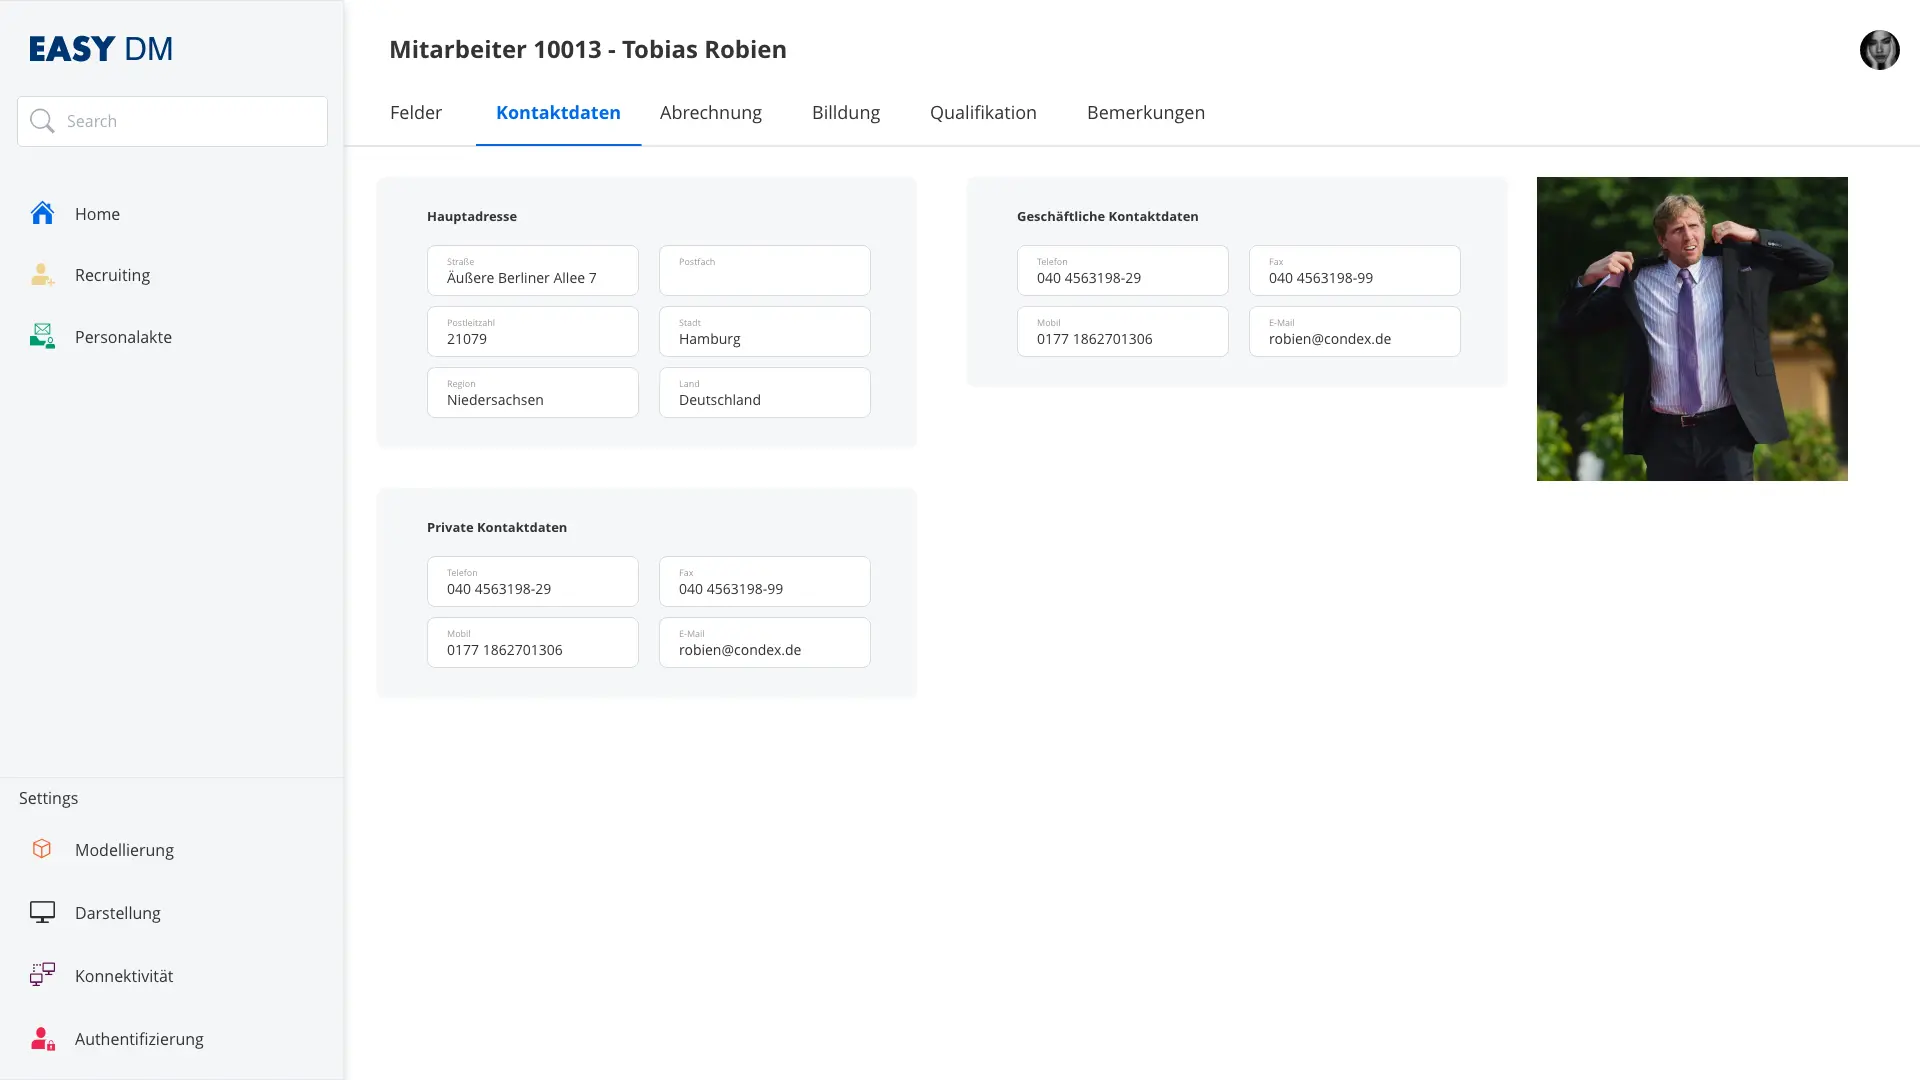 EASY DM
Search
Home
Recruiting
Personalakte
Settings
Modellierung
Darstellung
Konnektivität
Authentifizierung
Mitarbeiter 10013 - Tobias Robien
Felder Kontaktdaten Abrechnung Billdung Qualifikation Bemerkungen
Hauptadresse
Straße Postfach
Äußere Berliner Allee 7
Postleitzahl Stadt
21079 Hamburg
Region Land
Niedersachsen Deutschland
Private Kontaktdaten
Telefon Fax
040 4563198-29 040 4563198-99
Mobil E-Mail
0177 1862701306 robien@condex.de
Geschäftliche Kontaktdaten
Telefon Fax
040 4563198-29 040 4563198-99
Mobil E-Mail
0177 1862701306 robien@condex.de